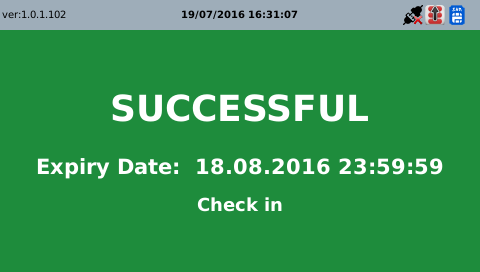 ver:1.0.1.102 19/07/2016 16:31:07
SUCCESSFUL
Expiry Date: 18.08.2016 23:59:59
Check in